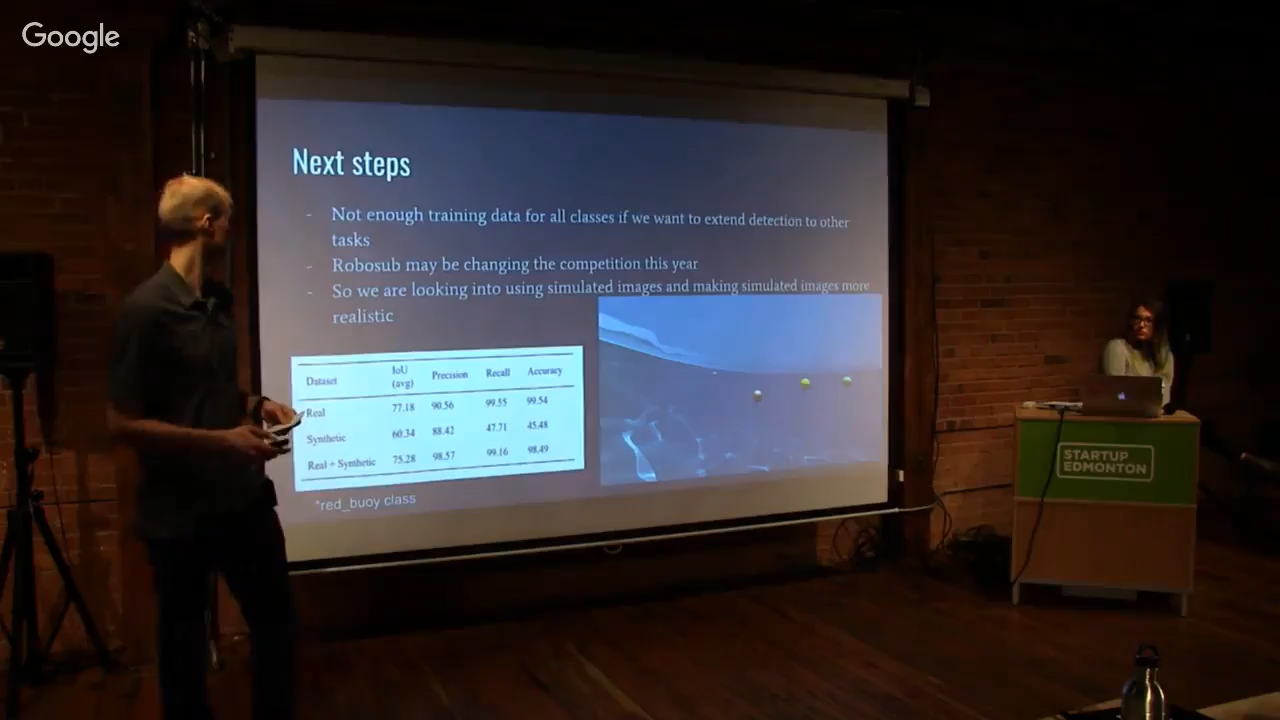 Google
Next steps
- Not enough training data for all classes if we want to extend detection to other
tasks
- Robosub may be changing the competition this year
- So we are looking into using simulated images and making simulated images more
realistic
Dataset IoU (avg) Precision Recall Accuracy
Real 77.18 90.56 99.55 99.54
Synthetic 60.34 88.42 47.71 45.48
Real + Synthetic 75.28 98.57 99.16 98.49
*red_buoy class
STARTUP
EDMONTON